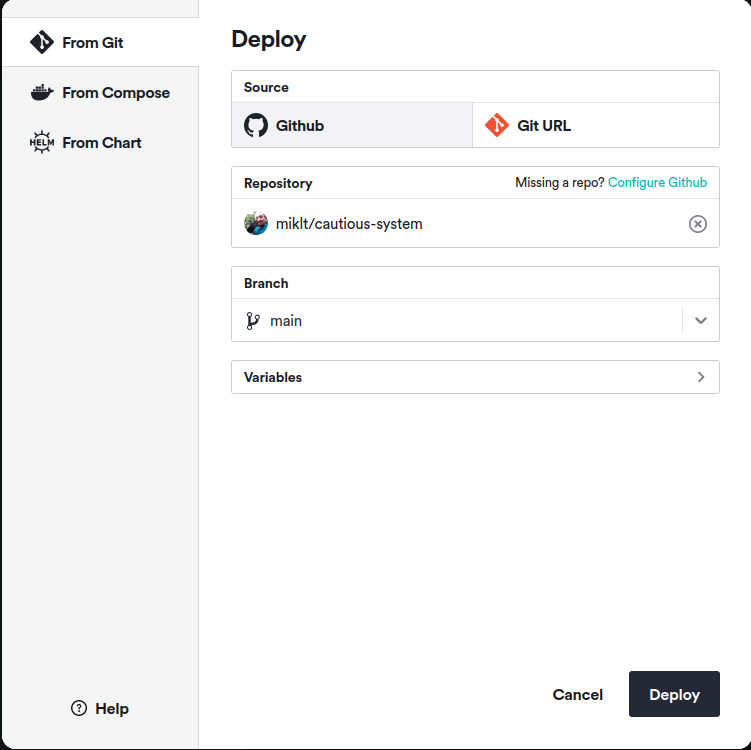 From Git
From Compose
HELM
From Chart
Help
Deploy
Source
Github
Git URL
Repository
Missing a repo? Configure Github
miklt/cautious-system
Branch
main
Variables
Cancel
Deploy